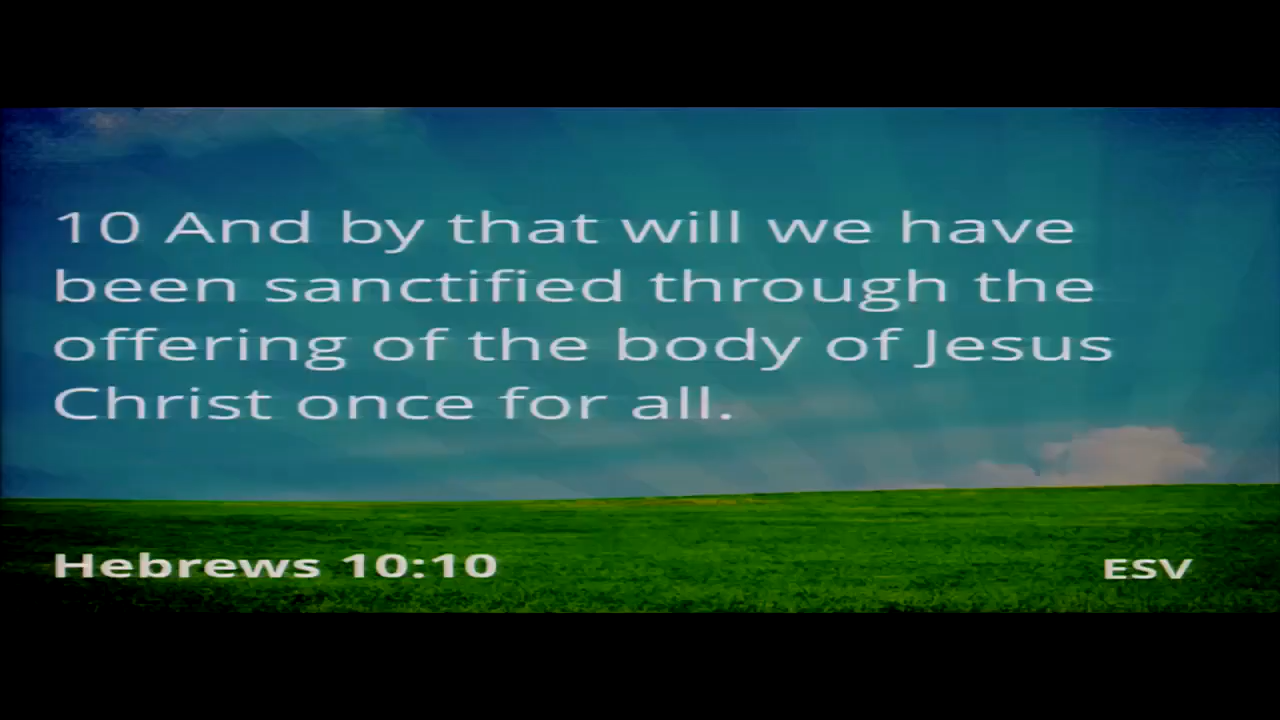 10 And by that will we have
been sanctified through the
offering of the body of Jesus
Christ once for all.
Hebrews 10:10
ESV